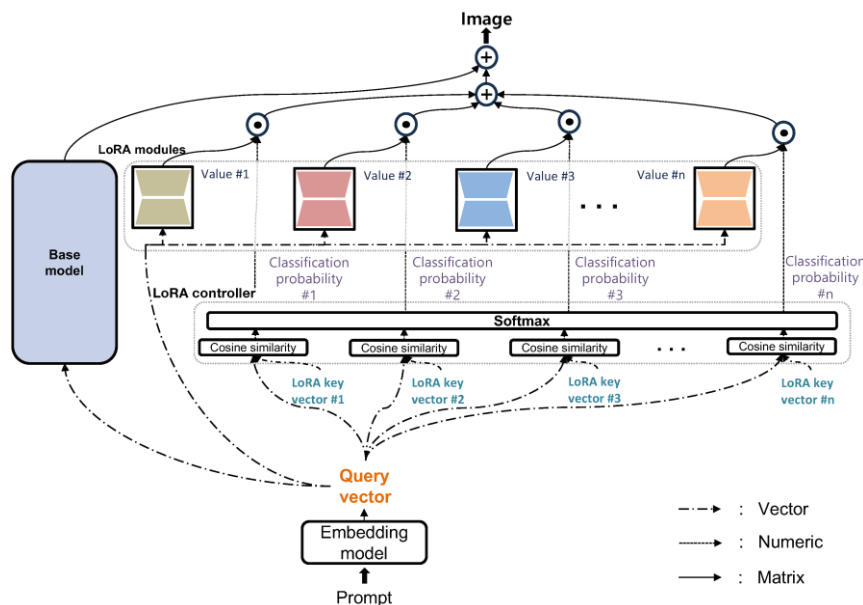 Image
LoRA modules
Value #1
Value #2
Value #3
Value #n
. . .
Base
model
Classification
probability
#1
Classification
probability
#2
Classification
probability
#3
Classification
probability
#n
LoRA controller
Softmax
Cosine similarity
Cosine similarity
Cosine similarity
. . .
Cosine similarity
LoRA key
vector #1
LoRA key
vector #2
LoRA key
vector #3
LoRA key
vector #n
Query
vector
Embedding
model
Prompt
: Vector
: Numeric
: Matrix